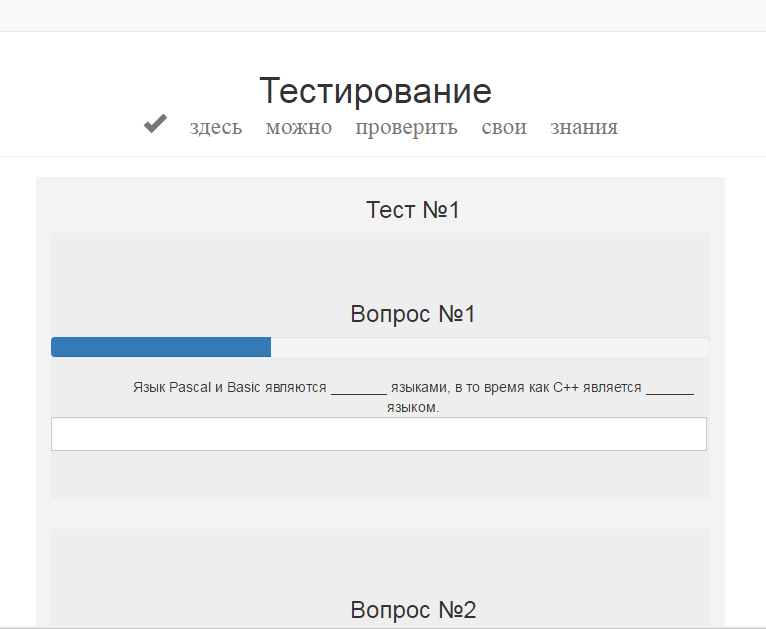 Тестирование
здесь можно проверить свои знания
Тест №1
Вопрос №1
Язык Pascal и Basic являются _______ языками, в то время как C++ является ______
языком.
Вопрос №2